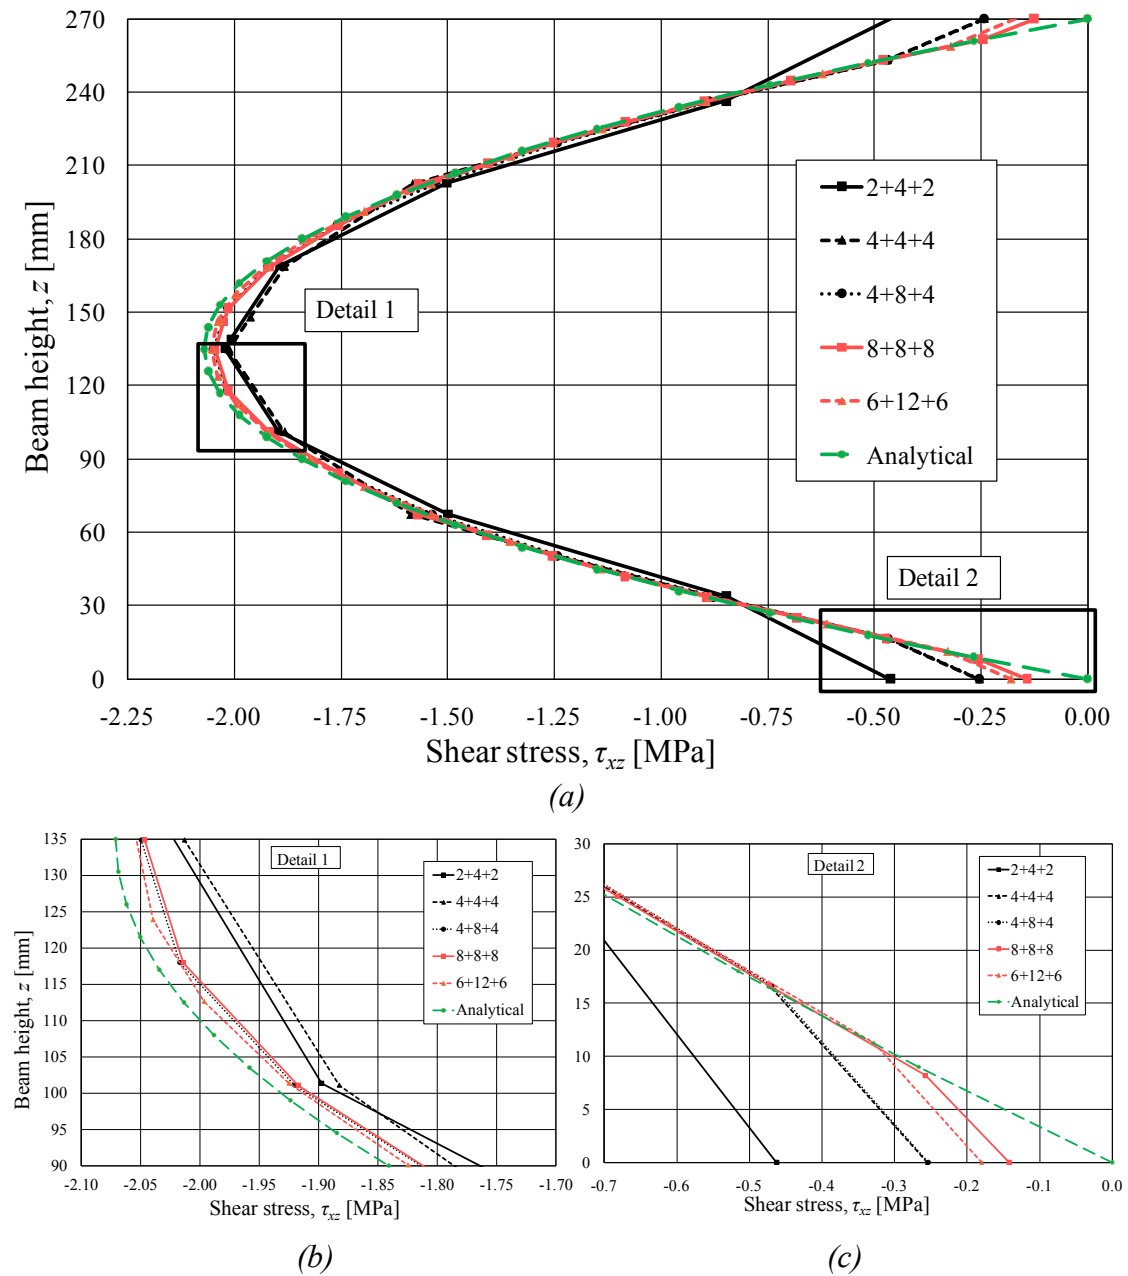 270
240
210
180
150
120
90
60
30
0
Beam height, z [mm]
-2.25 -2.00 -1.75 -1.50 -1.25 -1.00 -0.75 -0.50 -0.25 0.00
Shear stress, τxz [MPa]
Detail 1
Detail 2
2+4+2
4+4+4
4+8+4
8+8+8
6+12+6
Analytical
(a)
135
130
125
120
115
110
105
100
95
90
Beam height, z [mm]
Detail 1
2+4+2
4+4+4
4+8+4
8+8+8
6+12+6
Analytical
-2.10 -2.05 -2.00 -1.95 -1.90 -1.85 -1.80 -1.75 -1.70
Shear stress, τxz [MPa]
(b)
30
25
20
15
10
5
0
Detail 2
2+4+2
4+4+4
4+8+4
8+8+8
6+12+6
Analytical
-0.7 -0.6 -0.5 -0.4 -0.3 -0.2 -0.1 0.0
Shear stress, τxz [MPa]
(c)